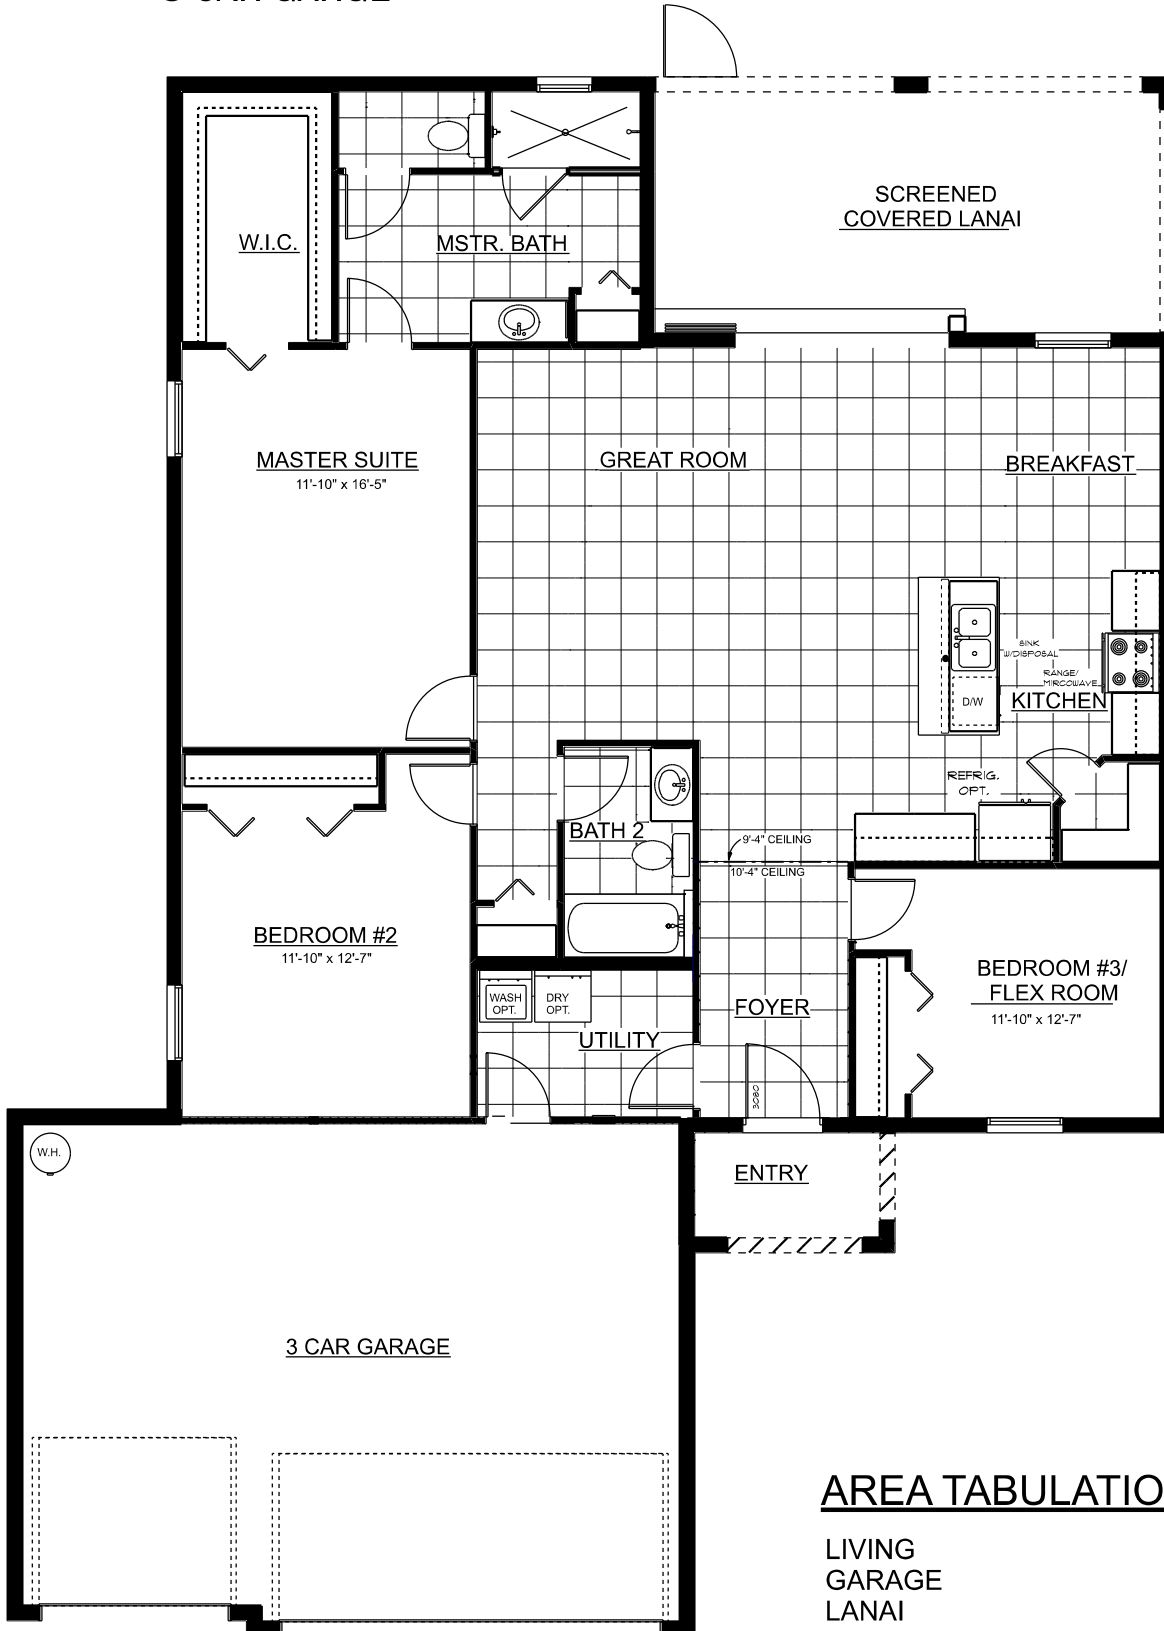 SCREENED
COVERED LANAI
W.I.C.
MSTR. BATH
MASTER SUITE
11'-10" x 16'-5"
GREAT ROOM
BREAKFAST
SINK
W/DISPOSAL
RANGE/
MIRCOWAVE
KITCHEN
D/W
REFRIG.
OPT.
BATH 2
9'-4" CEILING
10'-4" CEILING
BEDROOM #2
11'-10" x 12'-7"
BEDROOM #3/
FLEX ROOM
11'-10" x 12'-7"
WASH
OPT.
DRY
OPT.
FOYER
UTILITY
3080
W.H.
ENTRY
3 CAR GARAGE
AREA TABULATIO
LIVING
GARAGE
LANAI